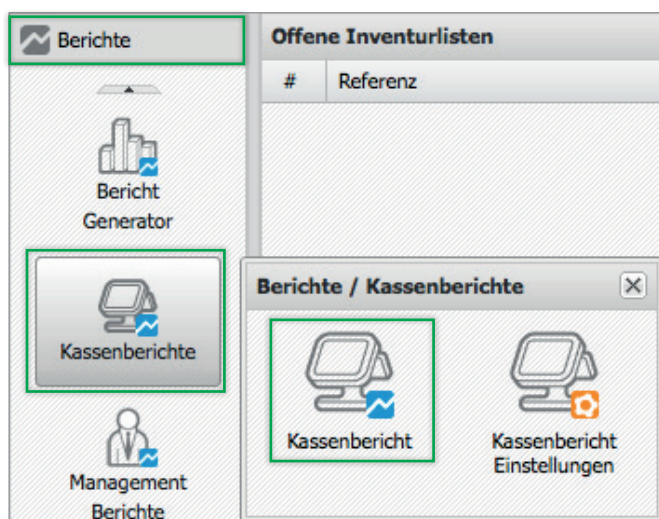 Berichte
Offene Inventurlisten
#
Referenz
Bericht
Generator
Kassenberichte
Berichte / Kassenberichte
Kassenbericht
Kassenbericht
Einstellungen
Management
Berichte